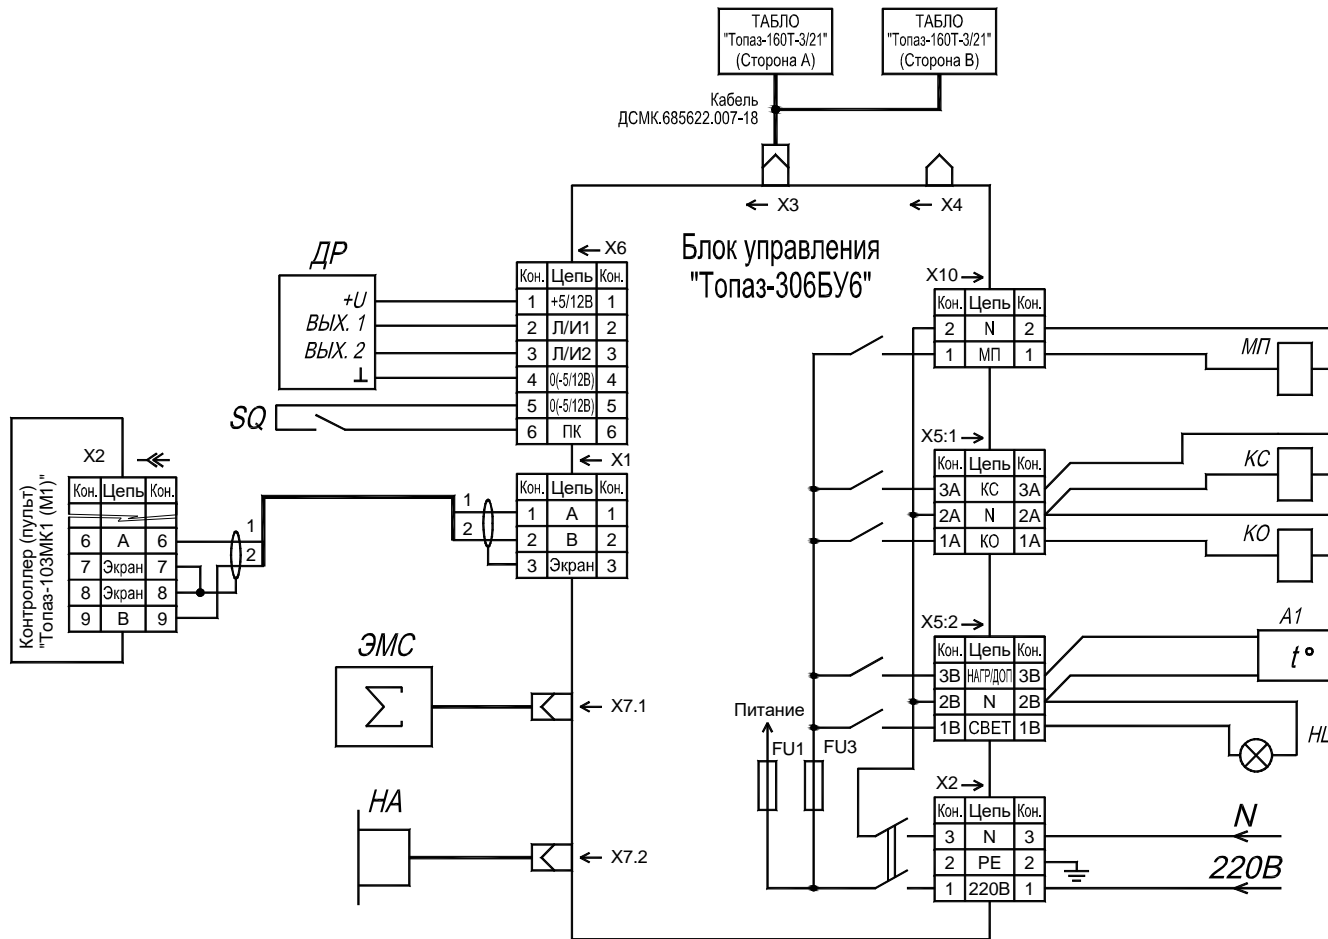 ТАБЛО
"Топаз-160Т-3/21"
(Сторона А)
ТАБЛО
"Топаз-160Т-3/21"
(Сторона В)
Кабель
ДСМК.685622.007-18
X3
X4
Блок управления
"Топаз-306БУ6"
ДР
+U
ВЫХ. 1
ВЫХ. 2
⊥
SQ
X6
Кон. Цепь Кон.
1 +5/12В 1
2 Л/И1 2
3 Л/И2 3
4 0(-5/12В) 4
5 0(-5/12В) 5
6 ПК 6
X1
Кон. Цепь Кон.
1 А 1
2 В 2
3 Экран 3
1
2
Контроллер (пульт)
"Топаз-103МК1 (М1)"
X2
Кон. Цепь Кон.
6 А 6
7 Экран 7
8 Экран 8
9 В 9
1
2
ЭМС
Σ
X7.1
НА
X7.2
X10
Кон. Цепь Кон.
2 N 2
1 МП 1
МП
X5:1
Кон. Цепь Кон.
3А КС 3А
2А N 2А
1А КО 1А
КС
КО
X5:2
Кон. Цепь Кон.
3В НАГР/ДОП 3В
2В N 2В
1В СВЕТ 1В
А1
t°
HL
Питание
FU1
FU3
X2
Кон. Цепь Кон.
3 N 3
2 PE 2
1 220В 1
N
220В